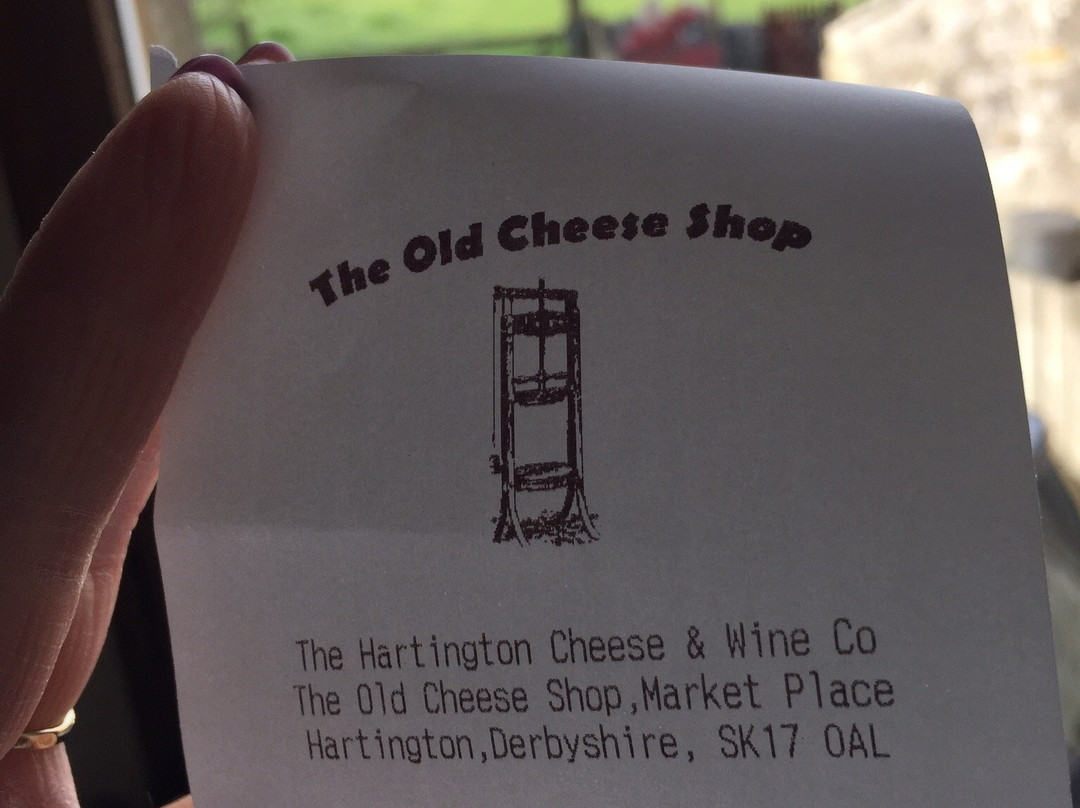 The Old Cheese Shop
The Hartington Cheese & Wine Co
The Old Cheese Shop,Market Place
Hartington,Derbyshire, SK17 0AL